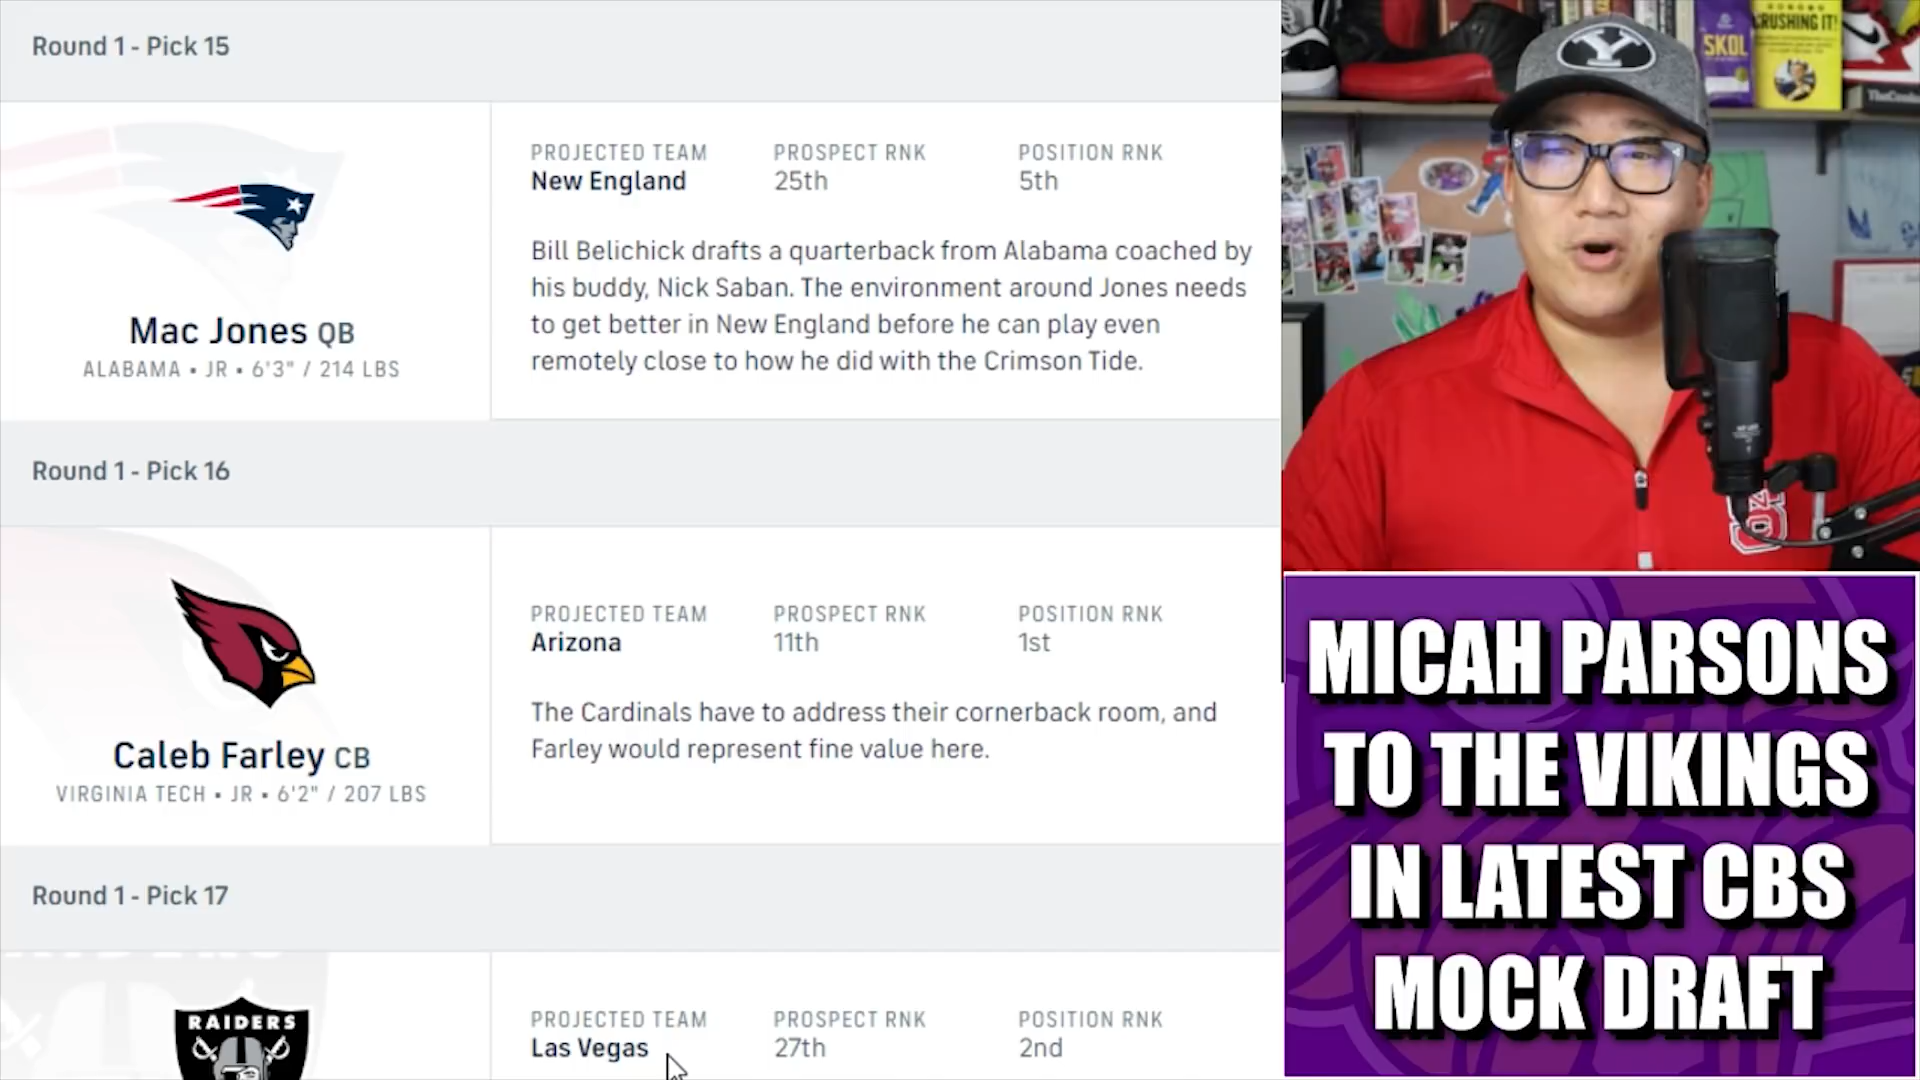 Round 1 - Pick 15
PROJECTED TEAM PROSPECT RNK POSITION RNK
New England 25th 5th
Bill Belichick drafts a quarterback from Alabama coached by
his buddy, Nick Saban. The environment around Jones needs
to get better in New England before he can play even
remotely close to how he did with the Crimson Tide.
Mac Jones QB
ALABAMA • JR • 6'3" / 214 LBS
Round 1 - Pick 16
PROJECTED TEAM PROSPECT RNK POSITION RNK
Arizona 11th 1st
The Cardinals have to address their cornerback room, and
Farley would represent fine value here.
Caleb Farley CB
VIRGINIA TECH • JR • 6'2" / 207 LBS
Round 1 - Pick 17
RAIDERS
PROJECTED TEAM PROSPECT RNK POSITION RNK
Las Vegas 27th 2nd
SKOL
CRUSHING IT!
Y
MICAH PARSONS
TO THE VIKINGS
IN LATEST CBS
MOCK DRAFT